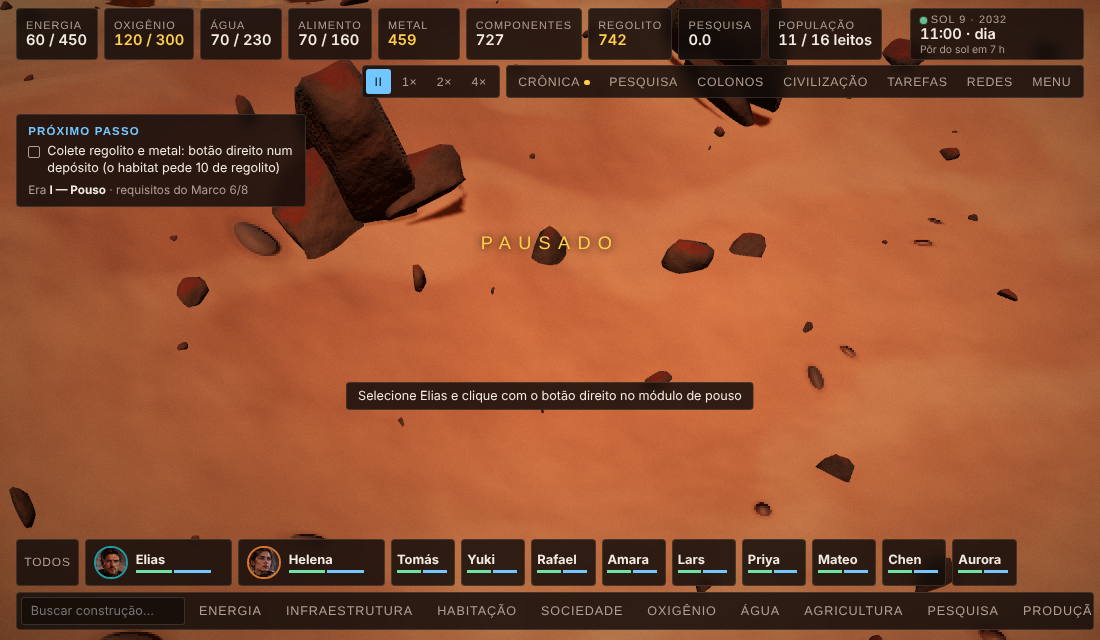 ENERGIA
60 / 450
OXIGÊNIO
120 / 300
ÁGUA
70 / 230
ALIMENTO
70 / 160
METAL
459
COMPONENTES
727
REGOLITO
742
PESQUISA
0.0
POPULAÇÃO
11 / 16 leitos
SOL 9 · 2032
11:00 · dia
Pôr do sol em 7 h
II 1× 2× 4×
CRÔNICA PESQUISA COLONOS CIVILIZAÇÃO TAREFAS REDES MENU
PRÓXIMO PASSO
Colete regolito e metal: botão direito num
depósito (o habitat pede 10 de regolito)
Era I — Pouso · requisitos do Marco 6/8
PAUSADO
Selecione Elias e clique com o botão direito no módulo de pouso
TODOS Elias Helena Tomás Yuki Rafael Amara Lars Priya Mateo Chen Aurora
Buscar construção... ENERGIA INFRAESTRUTURA HABITAÇÃO SOCIEDADE OXIGÊNIO ÁGUA AGRICULTURA PESQUISA PRODUÇÃ